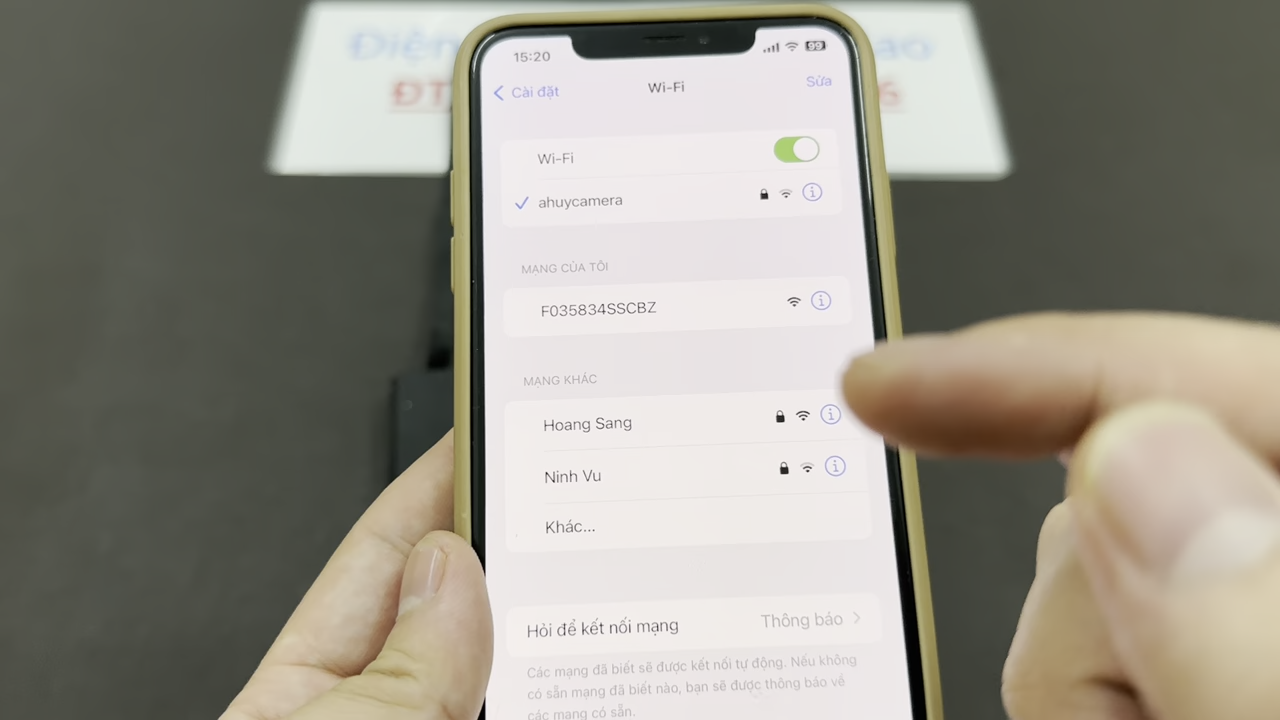 Điện ao
ĐT 6
15:20
99
Cài đặt
Wi-Fi
Sửa
Wi-Fi
ahuycamera
MẠNG CỦA TÔI
F035834SSCBZ
MẠNG KHÁC
Hoang Sang
Ninh Vu
Khác...
Hỏi để kết nối mạng
Thông báo
Các mạng đã biết sẽ được kết nối tự động. Nếu không
có sẵn mạng đã biết nào, bạn sẽ được thông báo về
các mạng có sẵn.